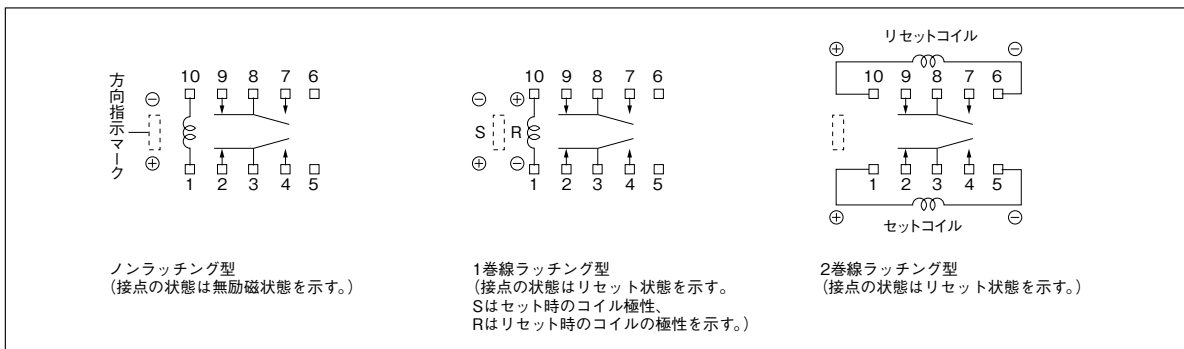 方向指示マーク
10 9 8 7 6
⊖
⊕
1 2 3 4 5
ノンラッチング型
(接点の状態は無励磁状態を示す。)
10 9 8 7 6
⊖ ⊕
S R
⊕ ⊖
1 2 3 4 5
1巻線ラッチング型
(接点の状態はリセット状態を示す。
Sはセット時のコイル極性、
Rはリセット時のコイルの極性を示す。)
リセットコイル
⊕ ⊖
10 9 8 7 6
1 2 3 4 5
⊕ ⊖
セットコイル
2巻線ラッチング型
(接点の状態はリセット状態を示す。)